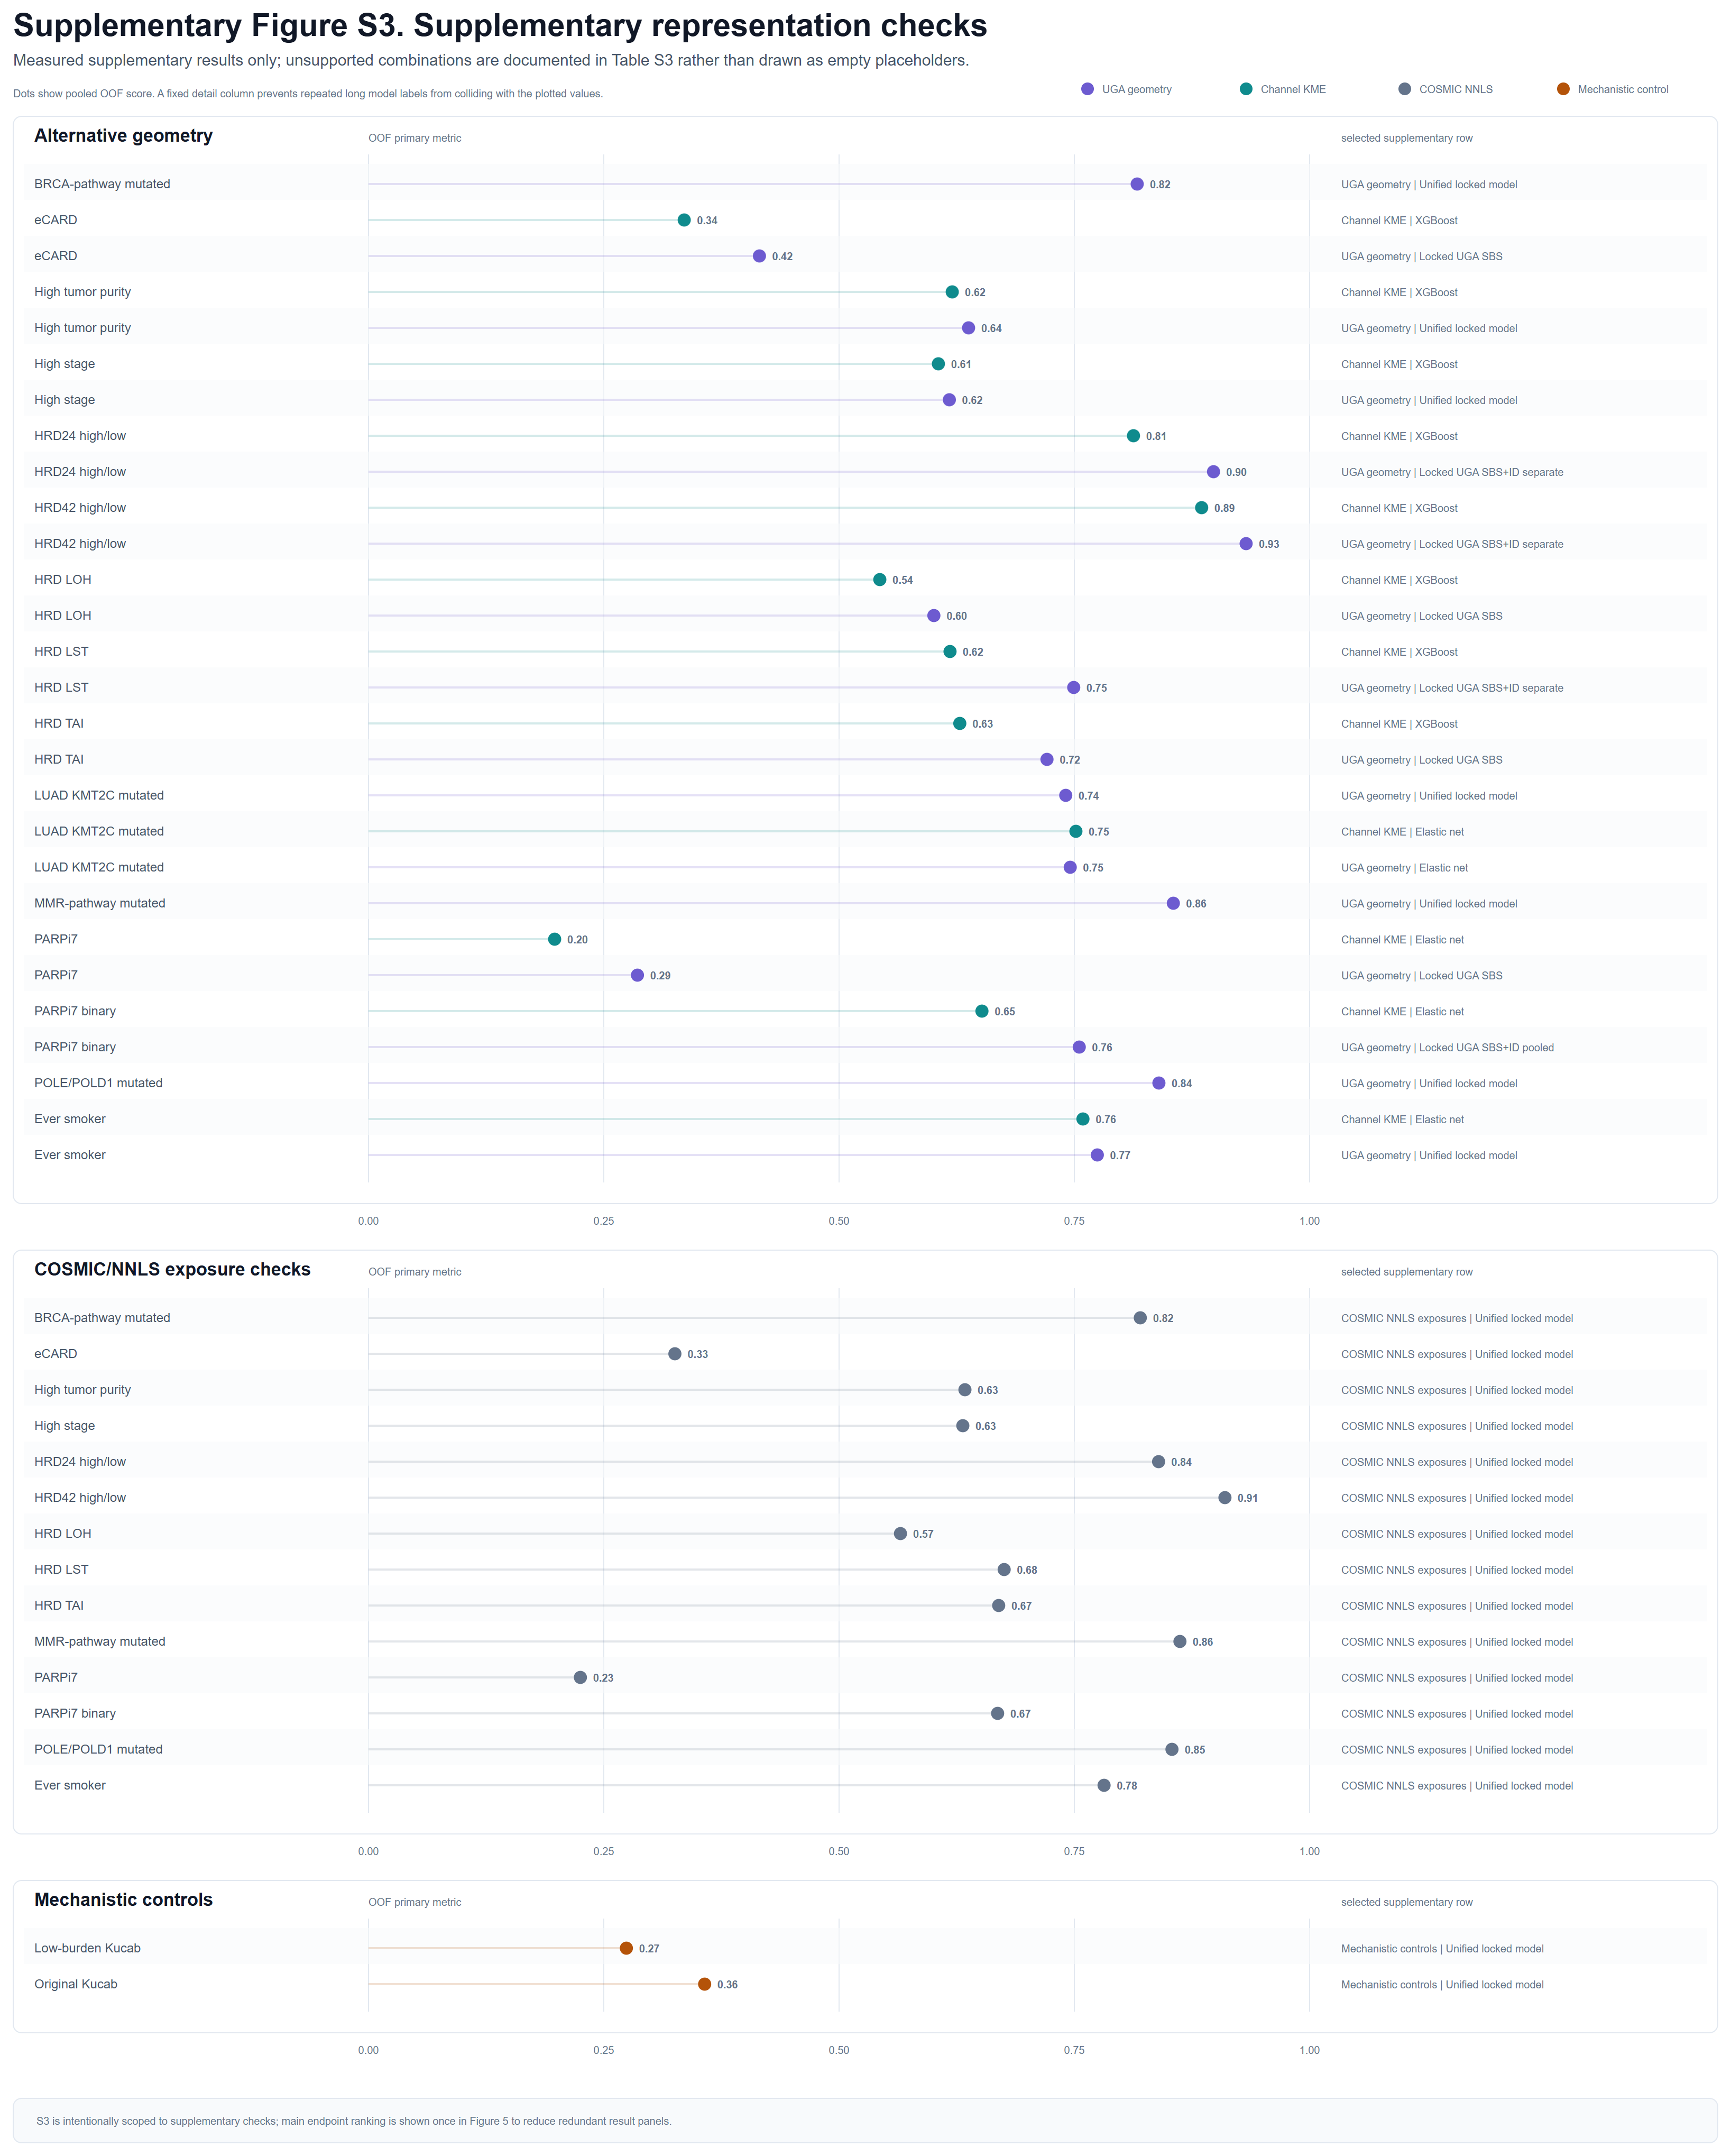 Supplementary Figure S3. Supplementary representation checks
Measured supplementary results only; unsupported combinations are documented in Table S3 rather than drawn as empty placeholders.
Dots show pooled OOF score. A fixed detail column prevents repeated long model labels from colliding with the plotted values.
UGA geometry Channel KME COSMIC NNLS Mechanistic control
Alternative geometry OOF primary metric selected supplementary row
BRCA-pathway mutated 0.82 UGA geometry | Unified locked model
eCARD 0.34 Channel KME | XGBoost
eCARD 0.42 UGA geometry | Locked UGA SBS
High tumor purity 0.62 Channel KME | XGBoost
High tumor purity 0.64 UGA geometry | Unified locked model
High stage 0.61 Channel KME | XGBoost
High stage 0.62 UGA geometry | Unified locked model
HRD24 high/low 0.81 Channel KME | XGBoost
HRD24 high/low 0.90 UGA geometry | Locked UGA SBS+ID separate
HRD42 high/low 0.89 Channel KME | XGBoost
HRD42 high/low 0.93 UGA geometry | Locked UGA SBS+ID separate
HRD LOH 0.54 Channel KME | XGBoost
HRD LOH 0.60 UGA geometry | Locked UGA SBS
HRD LST 0.62 Channel KME | XGBoost
HRD LST 0.75 UGA geometry | Locked UGA SBS+ID separate
HRD TAI 0.63 Channel KME | XGBoost
HRD TAI 0.72 UGA geometry | Locked UGA SBS
LUAD KMT2C mutated 0.74 UGA geometry | Unified locked model
LUAD KMT2C mutated 0.75 Channel KME | Elastic net
LUAD KMT2C mutated 0.75 UGA geometry | Elastic net
MMR-pathway mutated 0.86 UGA geometry | Unified locked model
PARPi7 0.20 Channel KME | Elastic net
PARPi7 0.29 UGA geometry | Locked UGA SBS
PARPi7 binary 0.65 Channel KME | Elastic net
PARPi7 binary 0.76 UGA geometry | Locked UGA SBS+ID pooled
POLE/POLD1 mutated 0.84 UGA geometry | Unified locked model
Ever smoker 0.76 Channel KME | Elastic net
Ever smoker 0.77 UGA geometry | Unified locked model
0.00 0.25 0.50 0.75 1.00
COSMIC/NNLS exposure checks OOF primary metric selected supplementary row
BRCA-pathway mutated 0.82 COSMIC NNLS exposures | Unified locked model
eCARD 0.33 COSMIC NNLS exposures | Unified locked model
High tumor purity 0.63 COSMIC NNLS exposures | Unified locked model
High stage 0.63 COSMIC NNLS exposures | Unified locked model
HRD24 high/low 0.84 COSMIC NNLS exposures | Unified locked model
HRD42 high/low 0.91 COSMIC NNLS exposures | Unified locked model
HRD LOH 0.57 COSMIC NNLS exposures | Unified locked model
HRD LST 0.68 COSMIC NNLS exposures | Unified locked model
HRD TAI 0.67 COSMIC NNLS exposures | Unified locked model
MMR-pathway mutated 0.86 COSMIC NNLS exposures | Unified locked model
PARPi7 0.23 COSMIC NNLS exposures | Unified locked model
PARPi7 binary 0.67 COSMIC NNLS exposures | Unified locked model
POLE/POLD1 mutated 0.85 COSMIC NNLS exposures | Unified locked model
Ever smoker 0.78 COSMIC NNLS exposures | Unified locked model
0.00 0.25 0.50 0.75 1.00
Mechanistic controls OOF primary metric selected supplementary row
Low-burden Kucab 0.27 Mechanistic controls | Unified locked model
Original Kucab 0.36 Mechanistic controls | Unified locked model
0.00 0.25 0.50 0.75 1.00
S3 is intentionally scoped to supplementary checks; main endpoint ranking is shown once in Figure 5 to reduce redundant result panels.